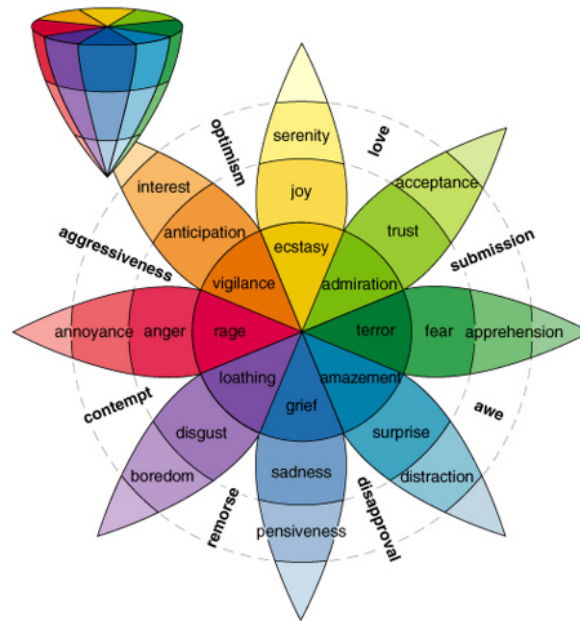 optimism
serenity
love
interest
joy
acceptance
anticipation
trust
aggressiveness
ecstasy
submission
vigilance
admiration
annoyance
anger
rage
terror
fear
apprehension
loathing
amazement
contempt
grief
awe
disgust
surprise
boredom
sadness
distraction
remorse
pensiveness
disapproval